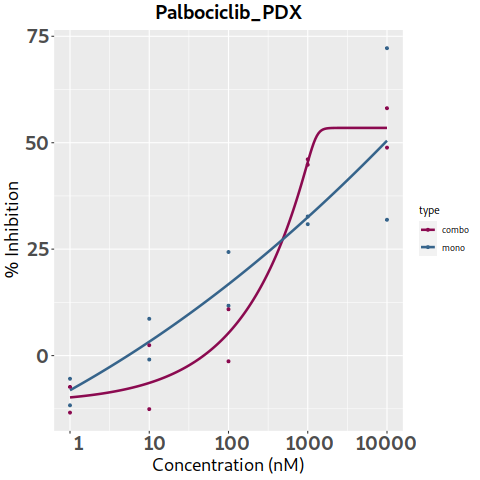 Palbociclib_PDX
75
50
25
0
% Inhibition
1 10 100 1000 10000
Concentration (nM)
type
combo
mono